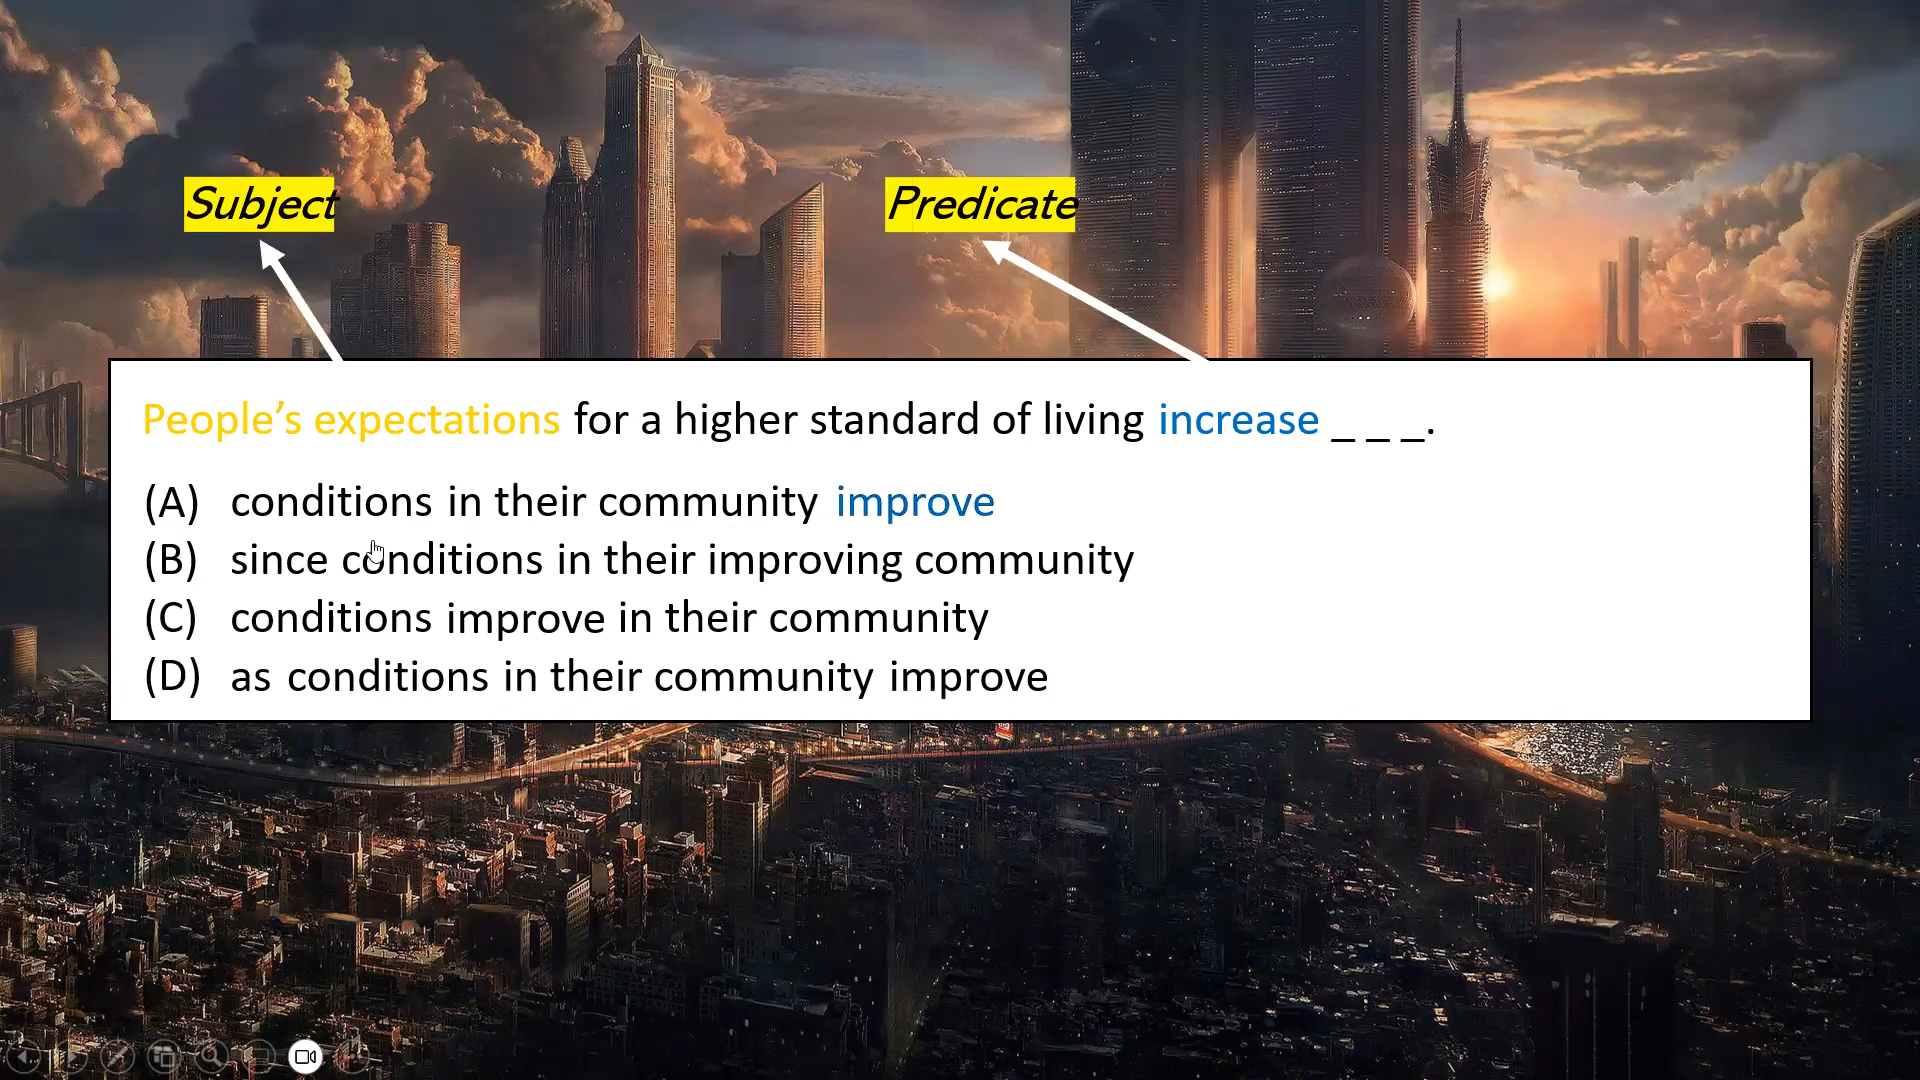 Subject
Predicate
People’s expectations for a higher standard of living increase _ _ _.
(A) conditions in their community improve
(B) since conditions in their improving community
(C) conditions improve in their community
(D) as conditions in their community improve